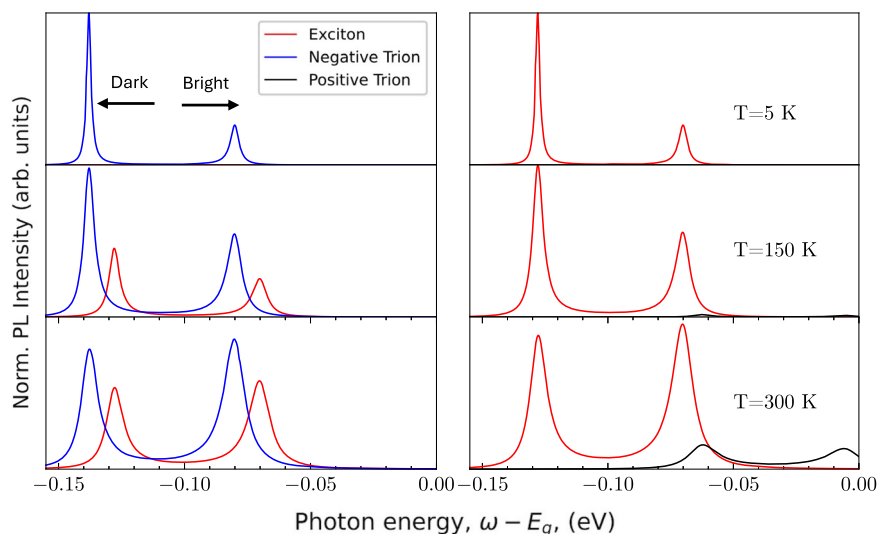 Exciton
Negative Trion
Positive Trion
Dark
Bright
T=5 K
T=150 K
T=300 K
Norm. PL Intensity (arb. units)
−0.15 −0.10 −0.05 0.00
−0.15 −0.10 −0.05 0.00
Photon energy, ω − E_g, (eV)